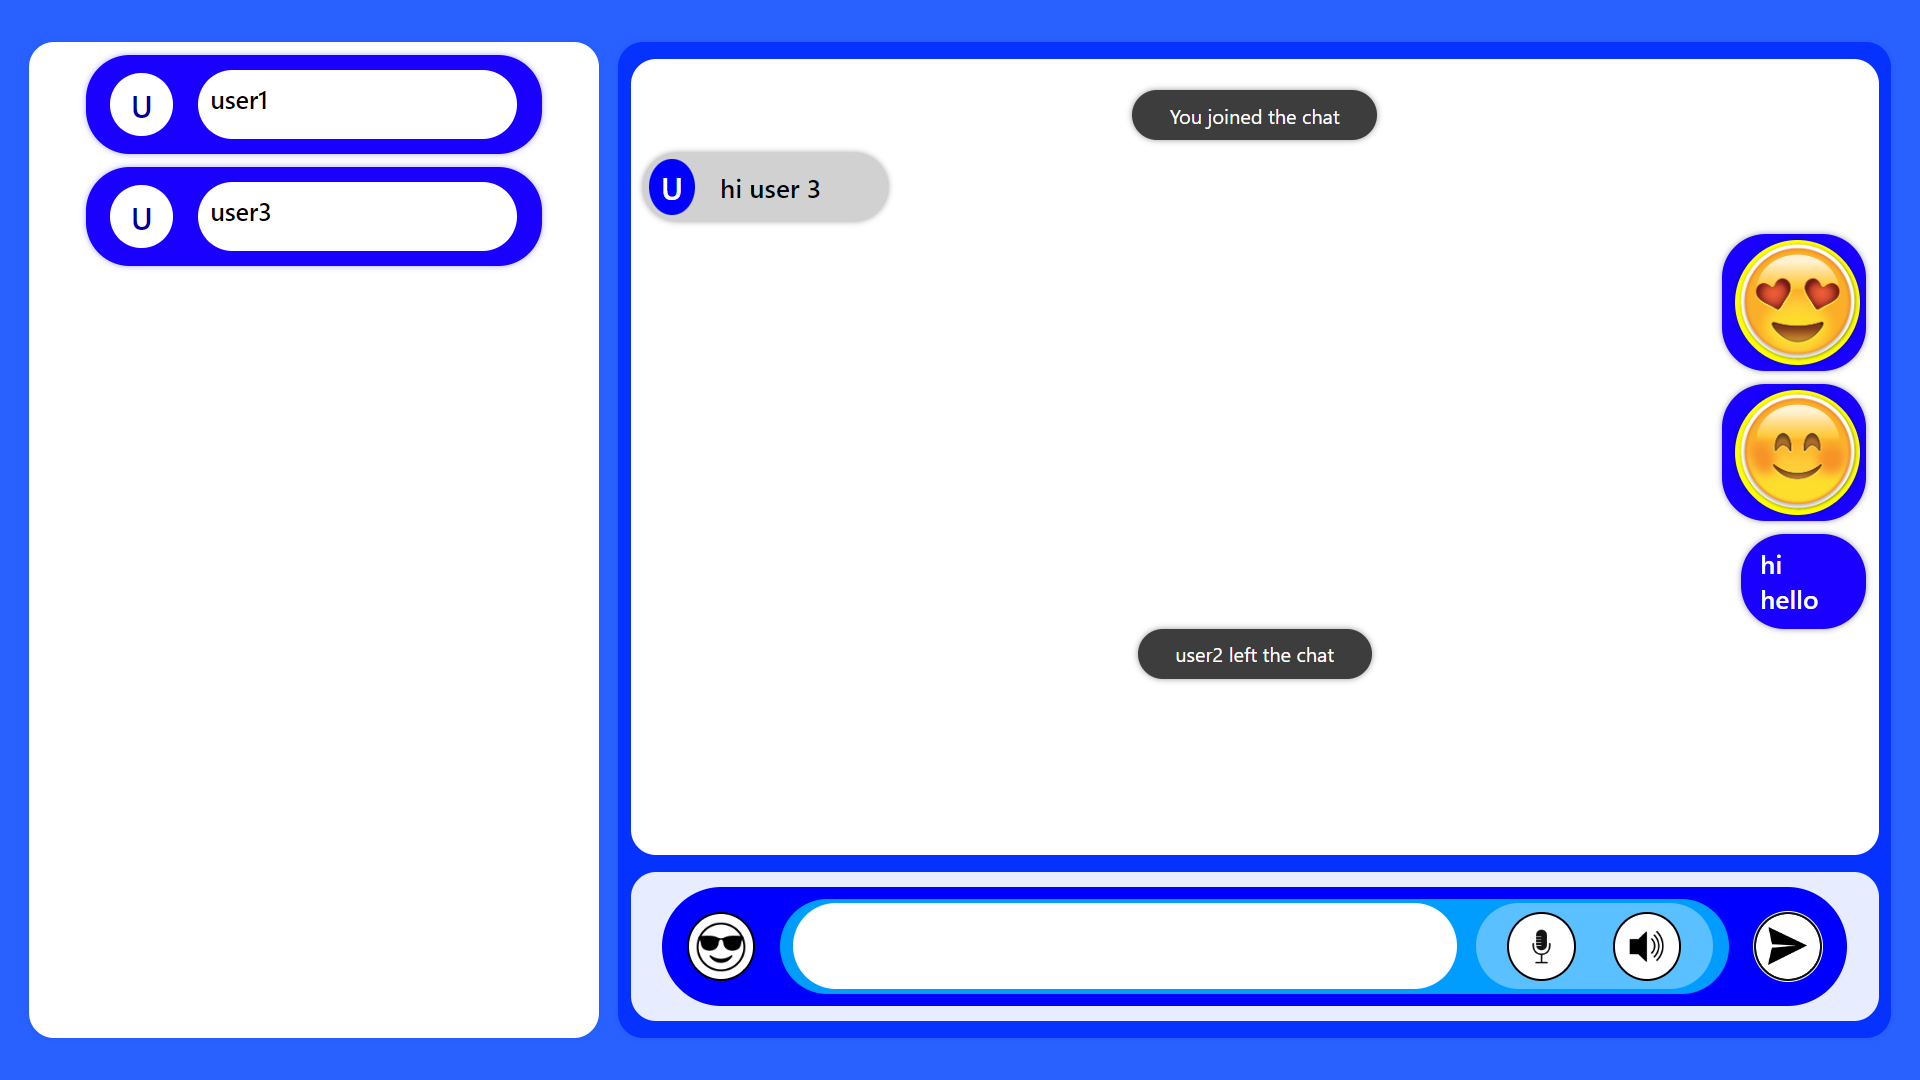 U
user1
U
user3
You joined the chat
U
hi user 3
hi
hello
user2 left the chat